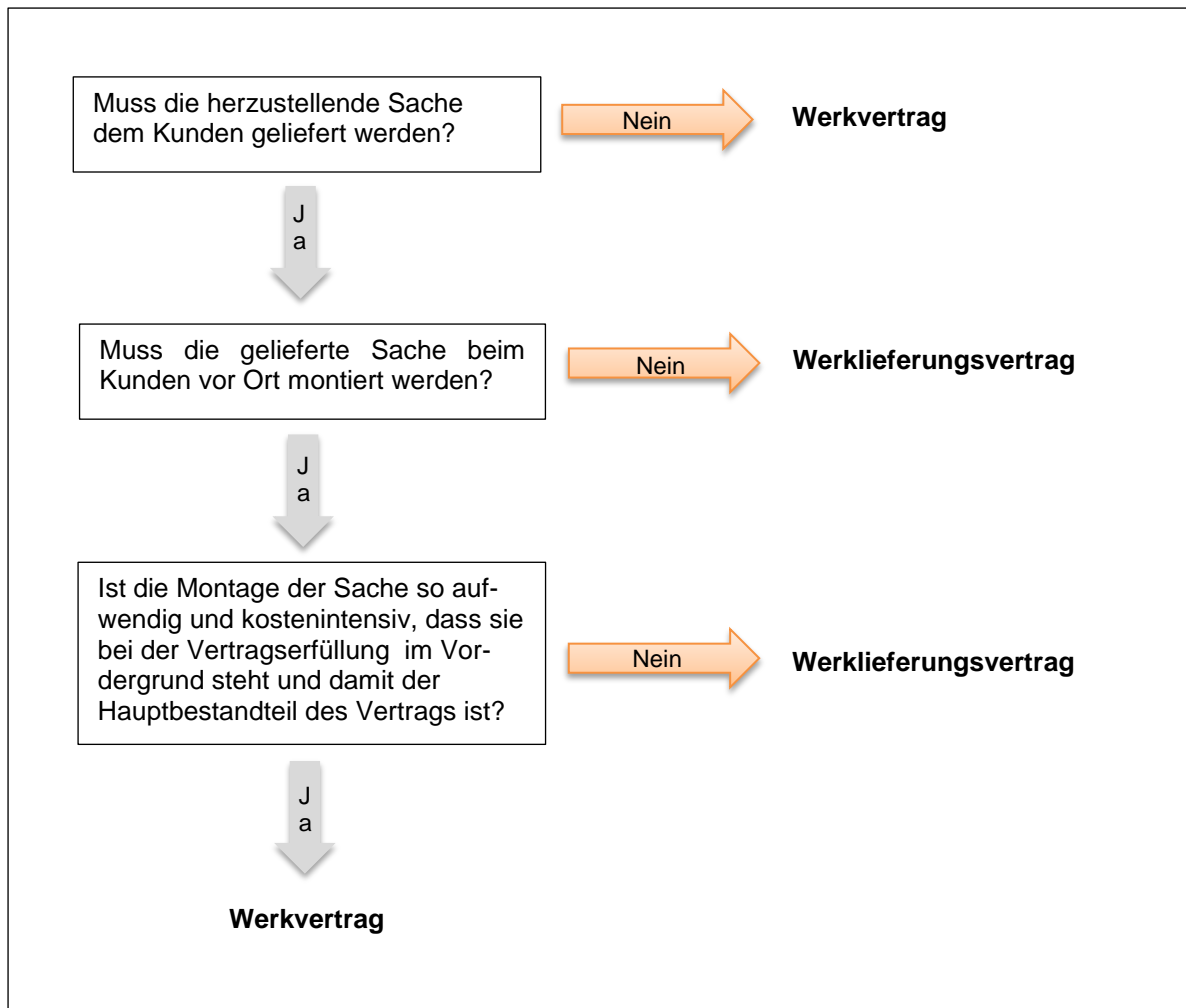 Muss die herzustellende Sache
dem Kunden geliefert werden?
Nein
Werkvertrag
J
a
Muss die gelieferte Sache beim
Kunden vor Ort montiert werden?
Nein
Werklieferungsvertrag
J
a
Ist die Montage der Sache so auf-
wendig und kostenintensiv, dass sie
bei der Vertragserfüllung im Vor-
dergrund steht und damit der
Hauptbestandteil des Vertrags ist?
Nein
Werklieferungsvertrag
J
a
Werkvertrag